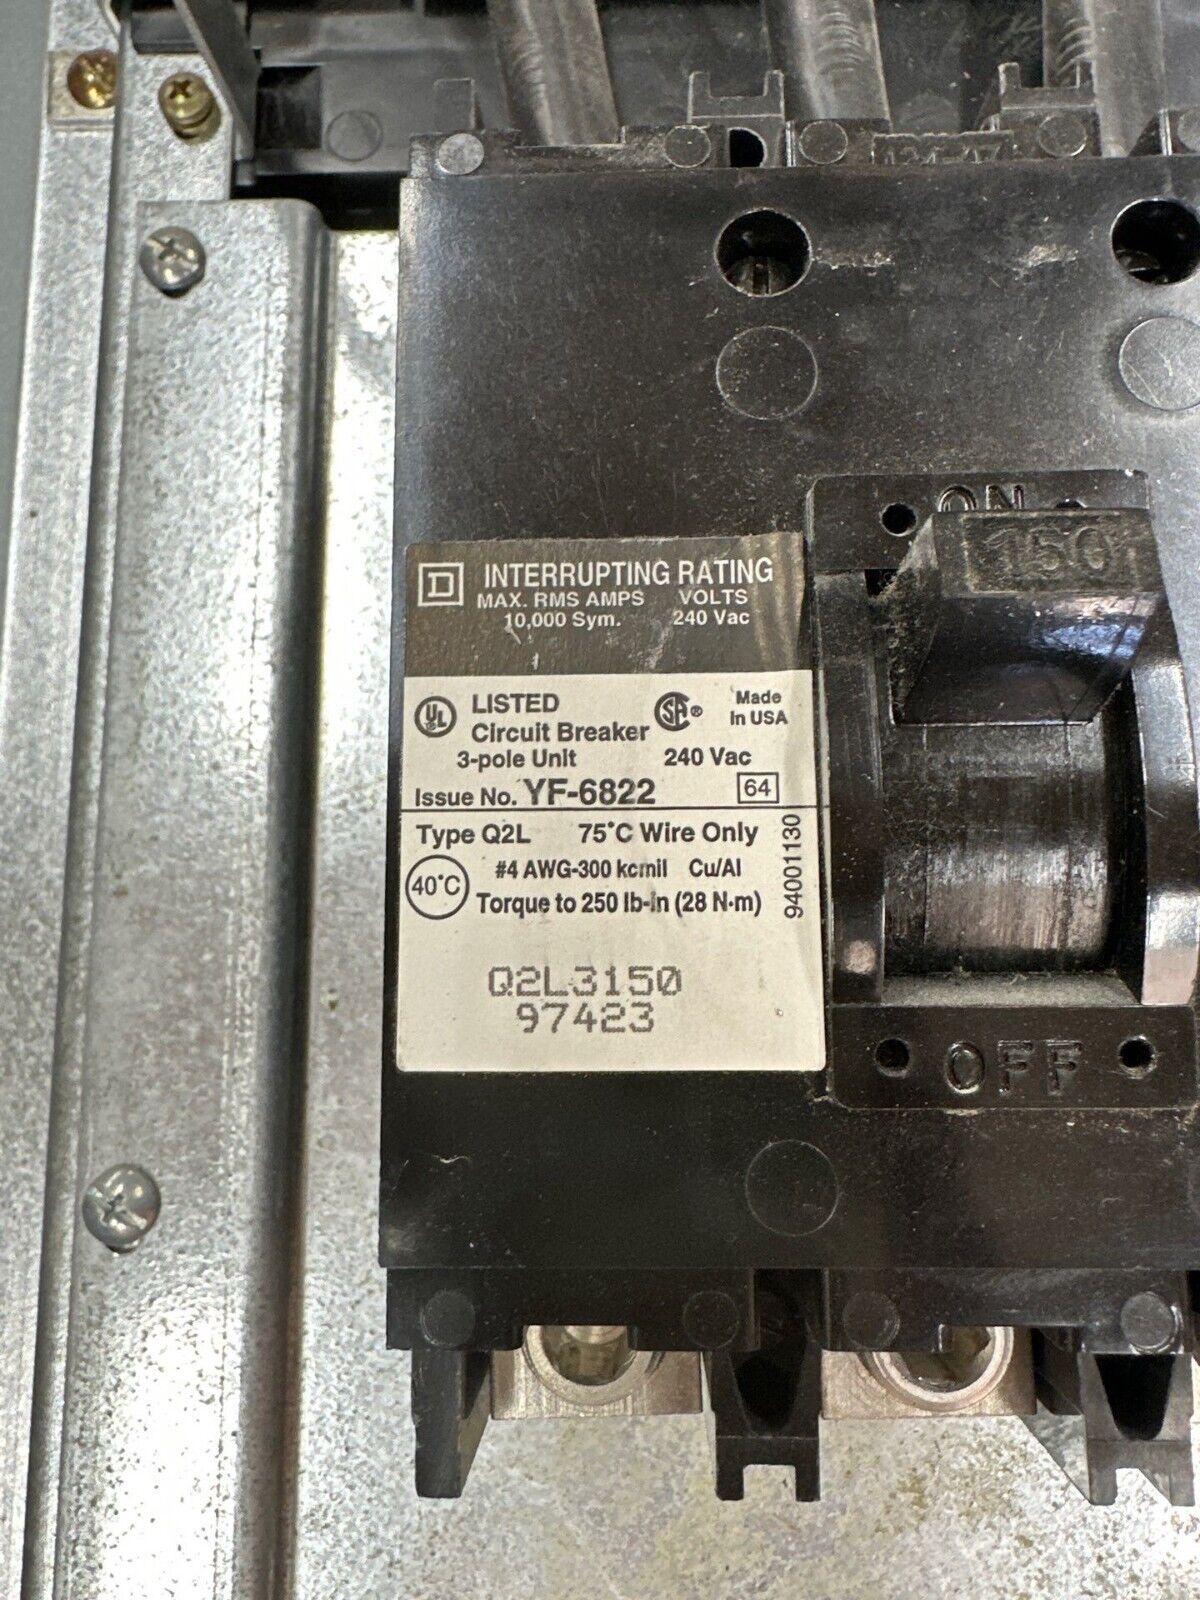 ON
150
D
INTERRUPTING RATING
MAX. RMS AMPS VOLTS
10,000 Sym. 240 Vac
UL LISTED SA® Made
Circuit Breaker In USA
3-pole Unit 240 Vac
Issue No. YF-6822 64
Type Q2L 75°C Wire Only
40°C #4 AWG-300 kcmil Cu/Al
Torque to 250 lb-in (28 N·m)
94001130
Q2L3150
97423
OFF